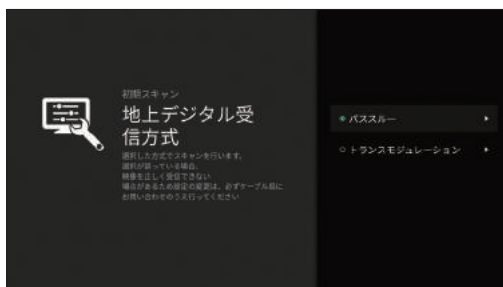 初期スキャン
地上デジタル受
信方式
選択した方式でスキャンを行います。
選択が誤っている場合、
映像を正しく受信できない
場合があるため設定の変更は、必ずケーブル局に
お問い合わせのうえ行ってください
パススルー
トランスモジュレーション